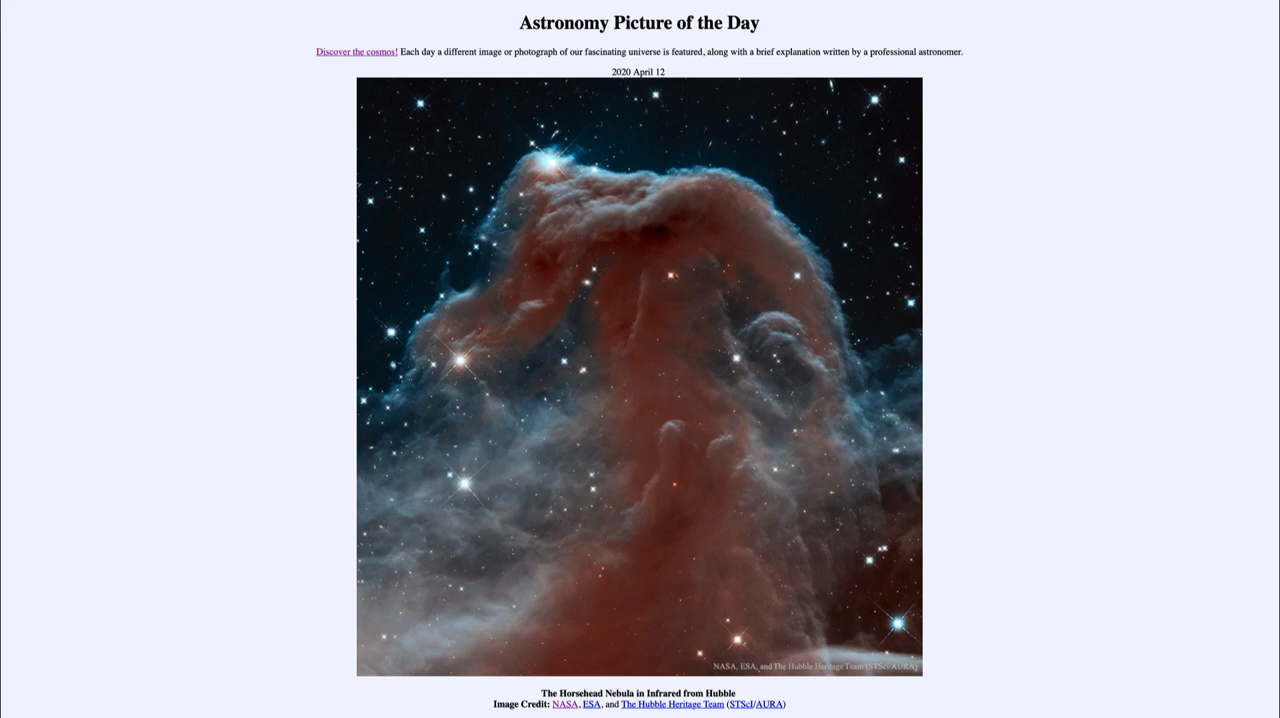 Astronomy Picture of the Day
Discover the cosmos! Each day a different image or photograph of our fascinating universe is featured, along with a brief explanation written by a professional astronomer.
2020 April 12
NASA, ESA, and The Hubble Heritage Team (STScI/AURA)
The Horsehead Nebula in Infrared from Hubble
Image Credit: NASA, ESA, and The Hubble Heritage Team (STScI/AURA)